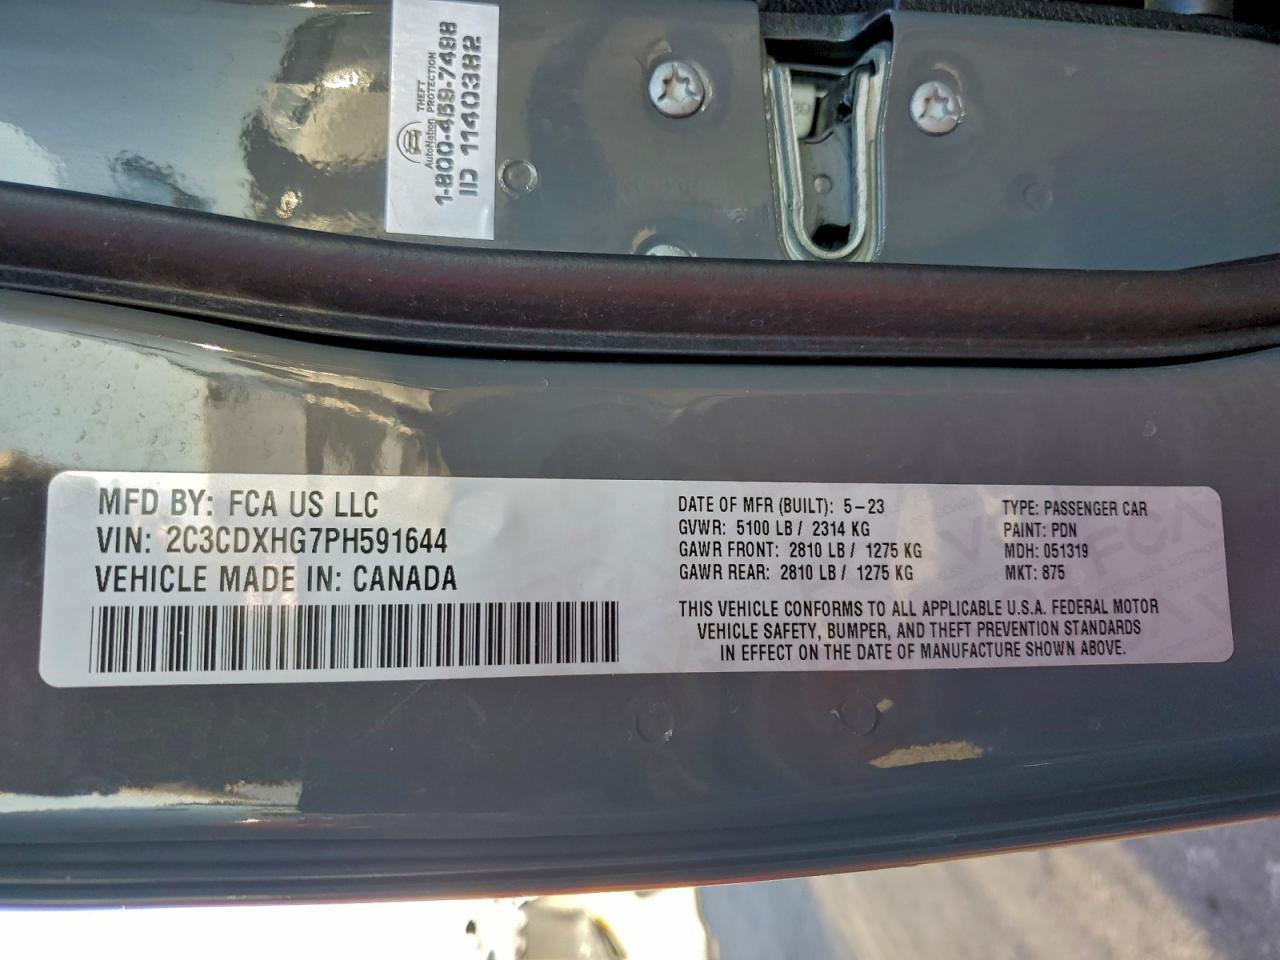 AutoNation
THEFT
PROTECTION
1-800-459-7498
ID 1140382
MFD BY: FCA US LLC
VIN: 2C3CDXHG7PH591644
VEHICLE MADE IN: CANADA
DATE OF MFR (BUILT): 5-23
GVWR: 5100 LB / 2314 KG
GAWR FRONT: 2810 LB / 1275 KG
GAWR REAR: 2810 LB / 1275 KG
TYPE: PASSENGER CAR
PAINT: PDN
MDH: 051319
MKT: 875
THIS VEHICLE CONFORMS TO ALL APPLICABLE U.S.A. FEDERAL MOTOR
VEHICLE SAFETY, BUMPER, AND THEFT PREVENTION STANDARDS
IN EFFECT ON THE DATE OF MANUFACTURE SHOWN ABOVE.